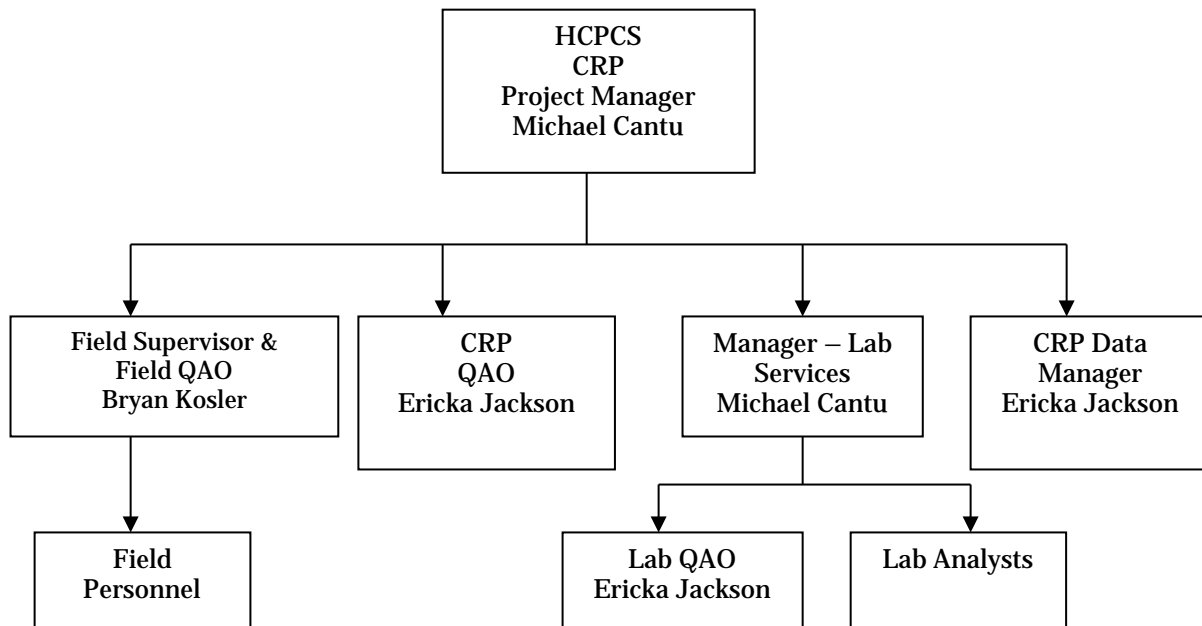 HCPCS
CRP
Project Manager
Michael Cantu
Field Supervisor &
Field QAO
Bryan Kosler
CRP
QAO
Ericka Jackson
Manager – Lab
Services
Michael Cantu
CRP Data
Manager
Ericka Jackson
Field
Personnel
Lab QAO
Ericka Jackson
Lab Analysts